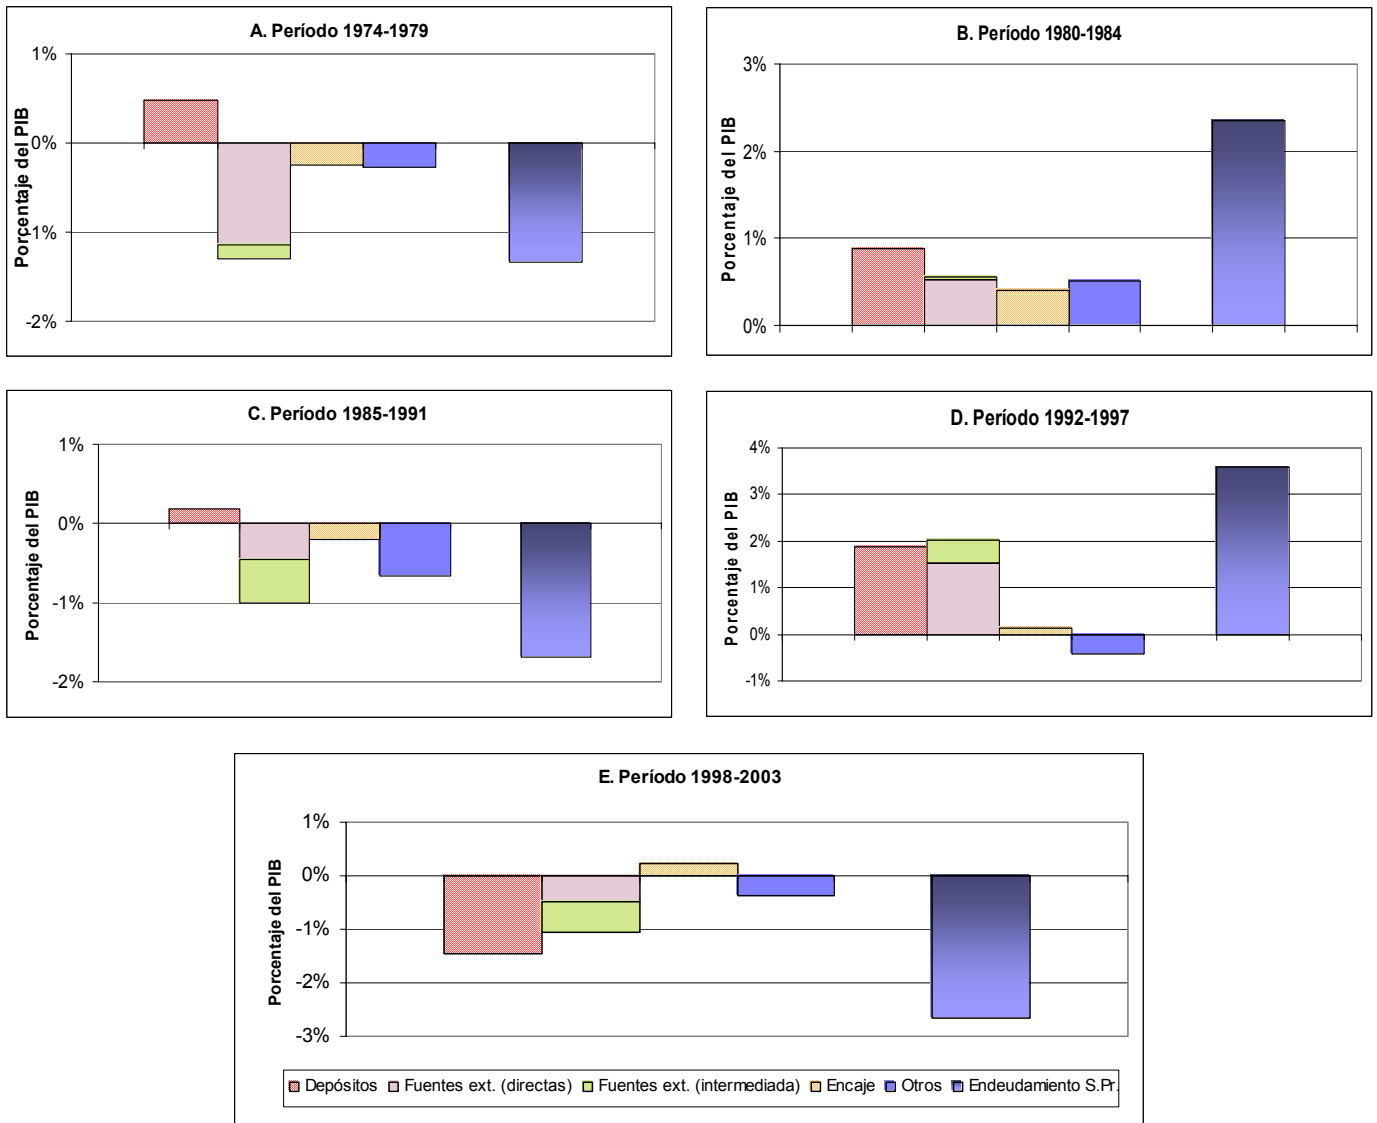 A. Período 1974-1979
1%
0%
-1%
-2%
Porcentaje del PIB
B. Período 1980-1984
3%
2%
1%
0%
Porcentaje del PIB
C. Período 1985-1991
1%
0%
-1%
-2%
Porcentaje del PIB
D. Período 1992-1997
4%
3%
2%
1%
0%
-1%
Porcentaje del PIB
E. Período 1998-2003
1%
0%
-1%
-2%
-3%
Porcentaje del PIB
Depósitos Fuentes ext. (directas) Fuentes ext. (intermediada) Encaje Otros Endeudamiento S.Pr.